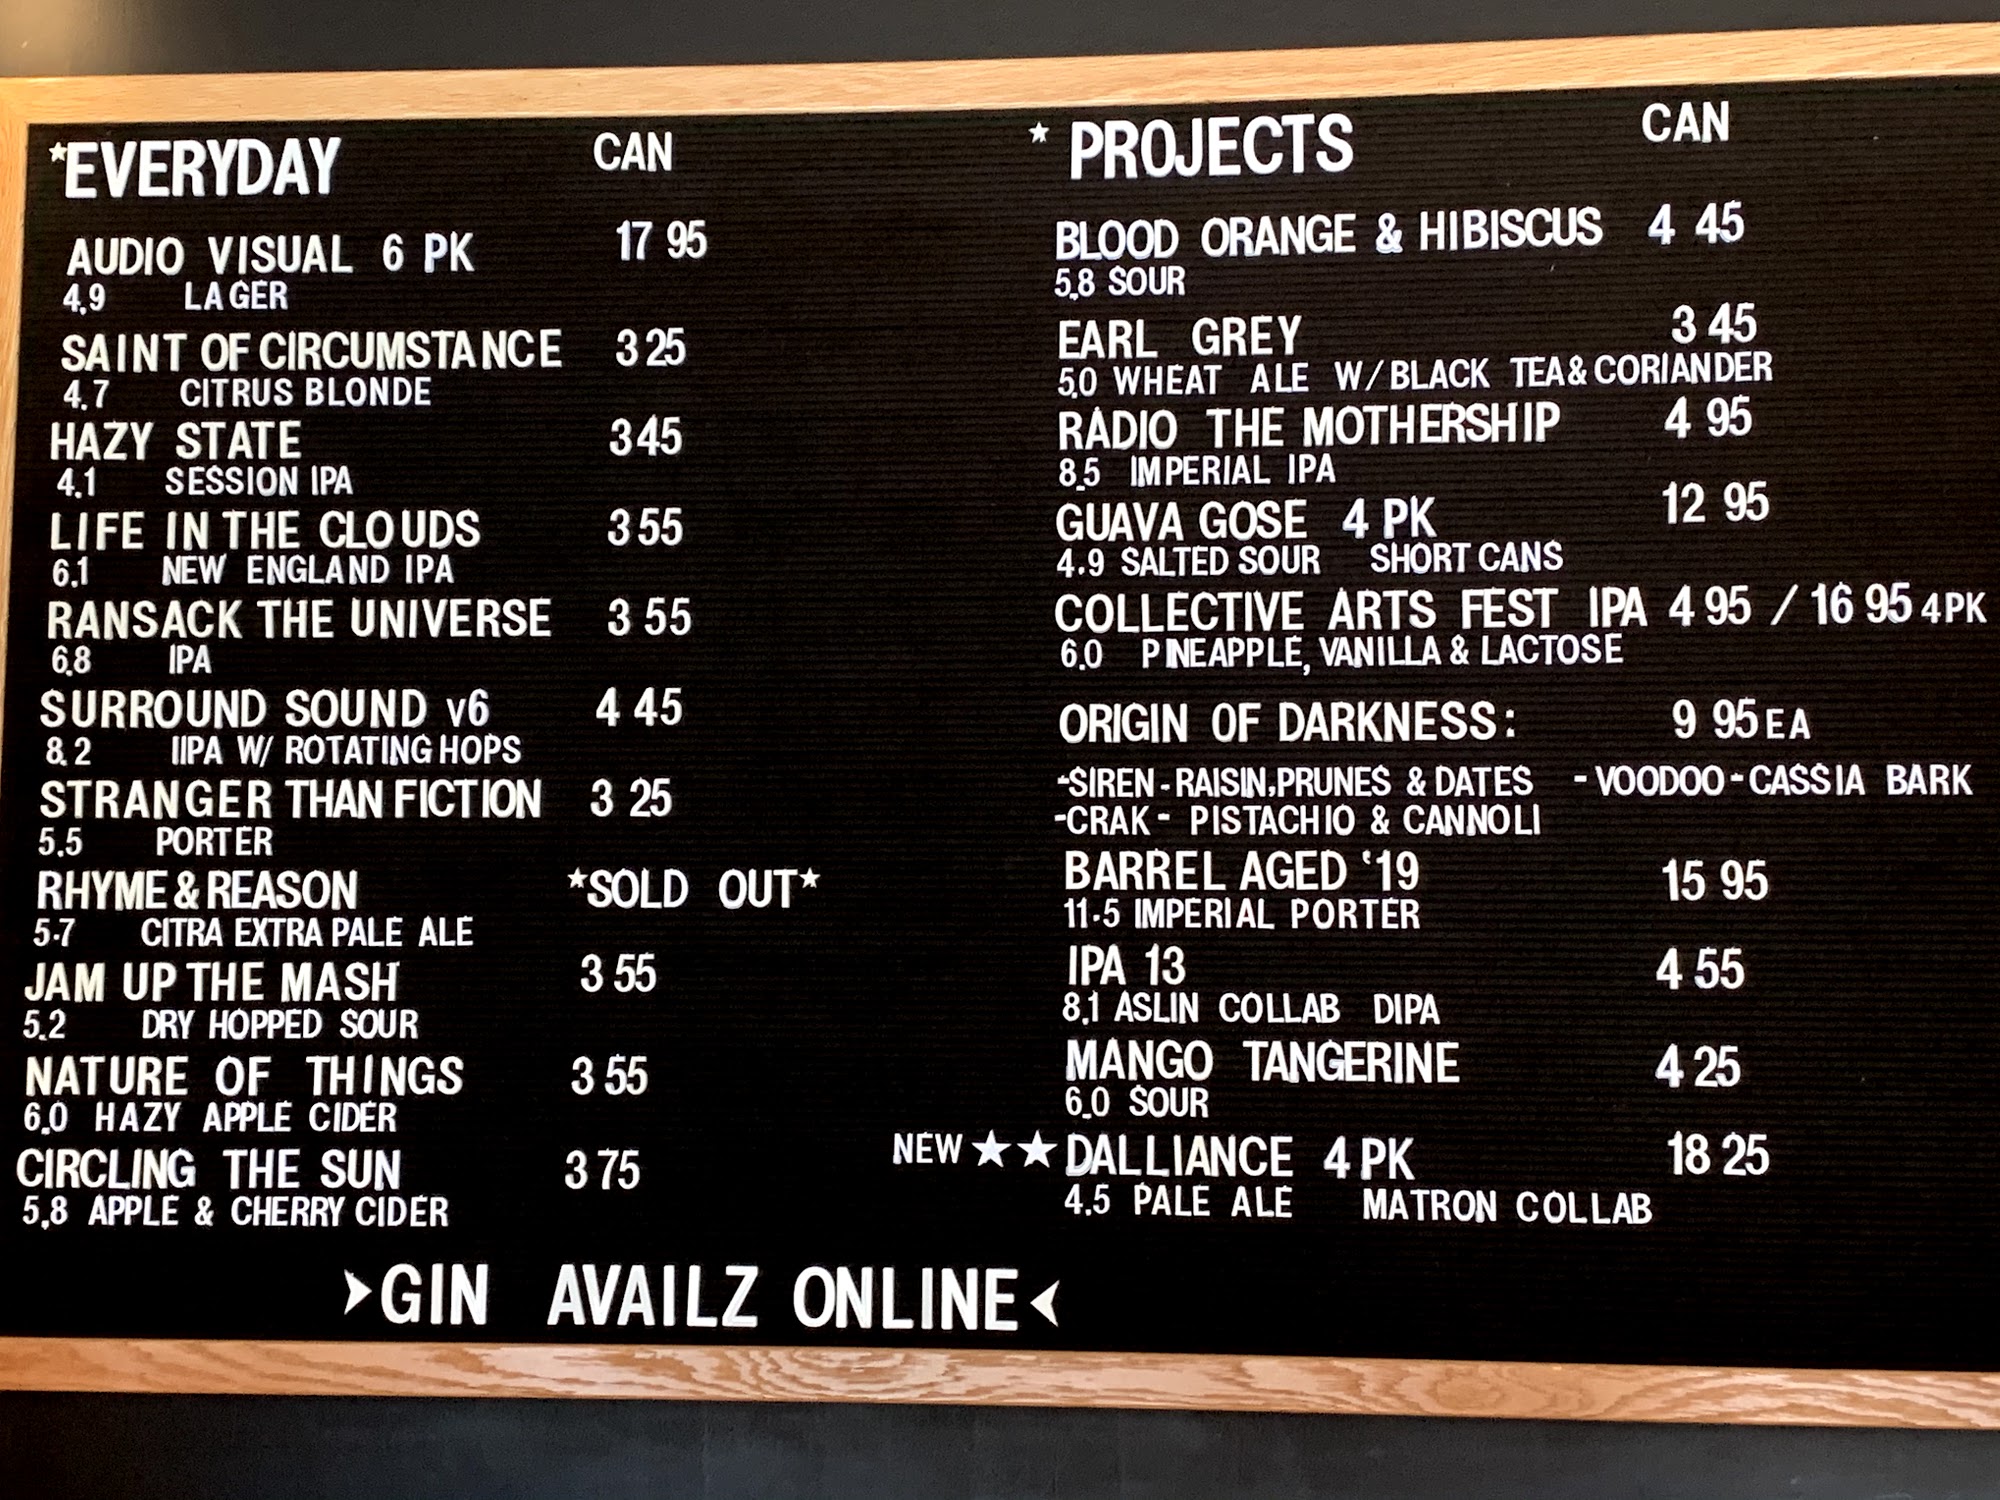 *EVERYDAY CAN
AUDIO VISUAL 6 PK 17 95
4.9 LAGER
SAINT OF CIRCUMSTANCE 3 25
4.7 CITRUS BLONDE
HAZY STATE 3 45
4.1 SESSION IPA
LIFE IN THE CLOUDS 3 55
6.1 NEW ENGLAND IPA
RANSACK THE UNIVERSE 3 55
6.8 IPA
SURROUND SOUND v6 4 45
8.2 IIPA W/ ROTATING HOPS
STRANGER THAN FICTION 3 25
5.5 PORTER
RHYME & REASON *SOLD OUT*
5.7 CITRA EXTRA PALE ALE
JAM UP THE MASH 3 55
5.2 DRY HOPPED SOUR
NATURE OF THINGS 3 55
6.0 HAZY APPLE CIDER
CIRCLING THE SUN 3 75
5.8 APPLE & CHERRY CIDER
* PROJECTS CAN
BLOOD ORANGE & HIBISCUS 4 45
5.8 SOUR
EARL GREY 3 45
5.0 WHEAT ALE W/ BLACK TEA & CORIANDER
RADIO THE MOTHERSHIP 4 95
8.5 IMPERIAL IPA
GUAVA GOSE 4 PK 12 95
4.9 SALTED SOUR SHORT CANS
COLLECTIVE ARTS FEST IPA 4 95 / 16 95 4PK
6.0 PINEAPPLE, VANILLA & LACTOSE
ORIGIN OF DARKNESS: 9 95 EA
-SIREN - RAISIN, PRUNES & DATES - VOODOO - CASSIA BARK
-CRAK - PISTACHIO & CANNOLI
BARREL AGED '19 15 95
11.5 IMPERIAL PORTER
IPA 13 4 55
8.1 ASLIN COLLAB DIPA
MANGO TANGERINE 4 25
6.0 SOUR
NEW ★★ DALLIANCE 4 PK 18 25
4.5 PALE ALE MATRON COLLAB
>GIN AVAILZ ONLINE<